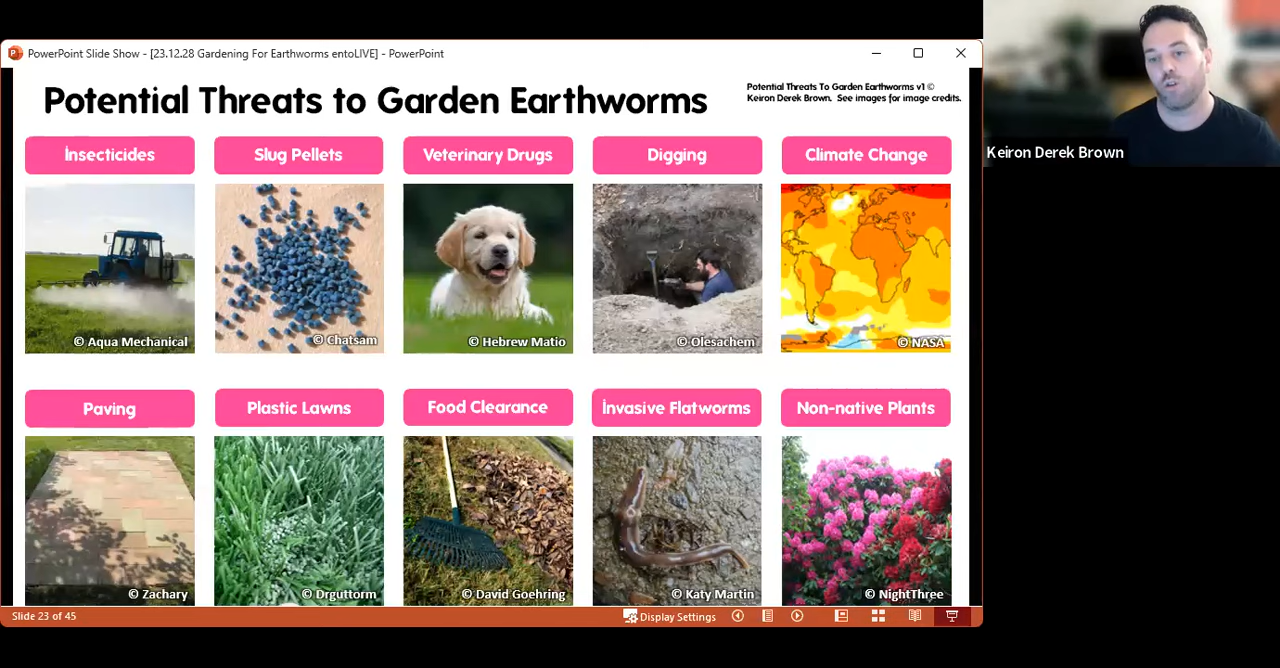 PowerPoint Slide Show - [23.12.28 Gardening For Earthworms entoLIVE] - PowerPoint
Potential Threats to Garden Earthworms
Potential Threats To Garden Earthworms v1 ©
Keiron Derek Brown. See images for image credits.
Keiron Derek Brown
Insecticides
Slug Pellets
Veterinary Drugs
Digging
Climate Change
© Aqua Mechanical
© Chatsam
© Hebrew Matio
© Olesachem
© NASA
Paving
Plastic Lawns
Food Clearance
Invasive Flatworms
Non-native Plants
© Zachary
© Drguttorm
© David Goehring
© Katy Martin
© NightThree
Slide 23 of 45
Display Settings